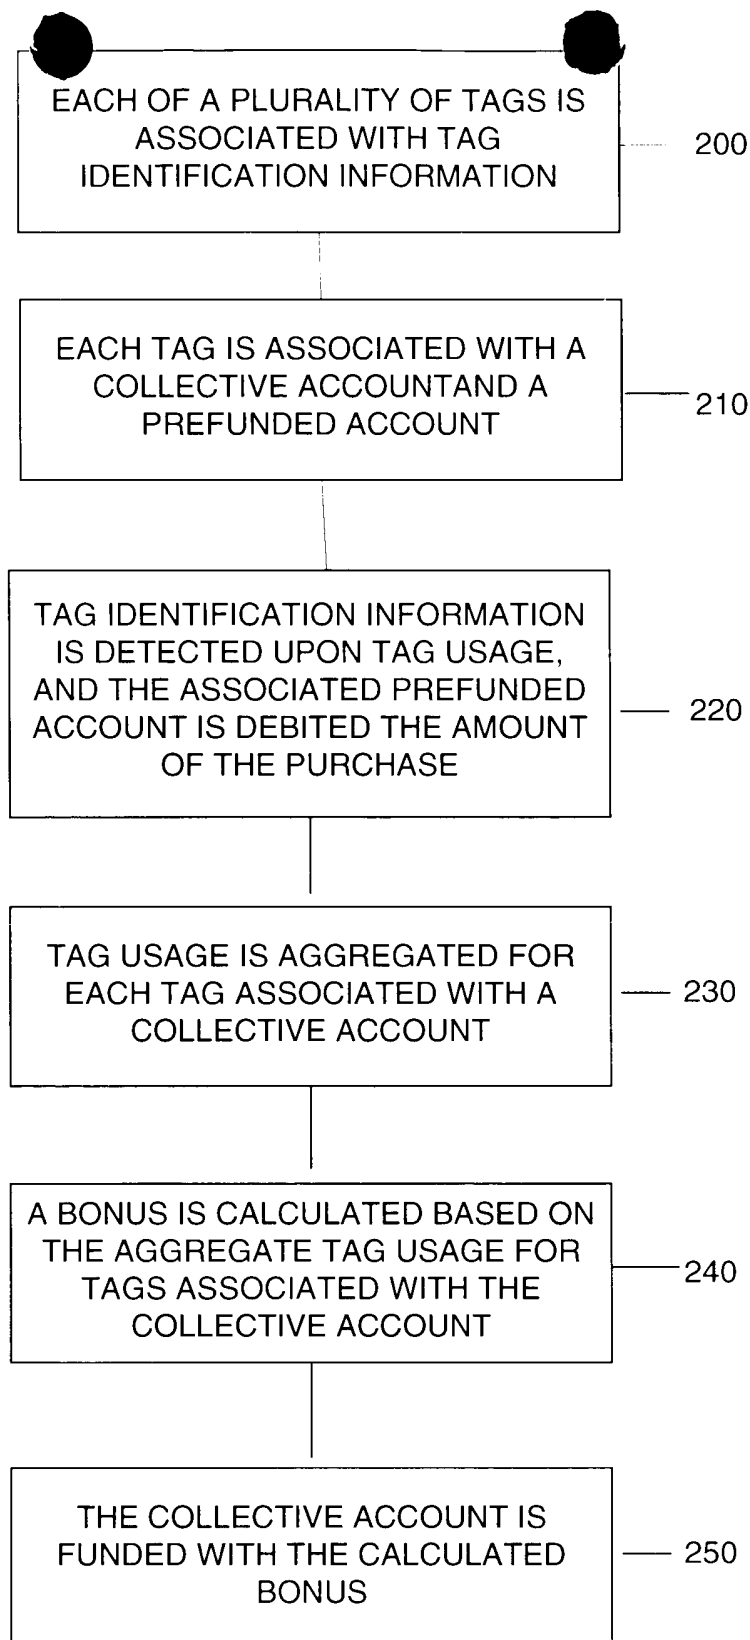 EACH OF A PLURALITY OF TAGS IS
ASSOCIATED WITH TAG
IDENTIFICATION INFORMATION
200
EACH TAG IS ASSOCIATED WITH A
COLLECTIVE ACCOUNTAND A
PREFUNDED ACCOUNT
210
TAG IDENTIFICATION INFORMATION
IS DETECTED UPON TAG USAGE,
AND THE ASSOCIATED PREFUNDED
ACCOUNT IS DEBITED THE AMOUNT
OF THE PURCHASE
220
TAG USAGE IS AGGREGATED FOR
EACH TAG ASSOCIATED WITH A
COLLECTIVE ACCOUNT
230
A BONUS IS CALCULATED BASED ON
THE AGGREGATE TAG USAGE FOR
TAGS ASSOCIATED WITH THE
COLLECTIVE ACCOUNT
240
THE COLLECTIVE ACCOUNT IS
FUNDED WITH THE CALCULATED
BONUS
250